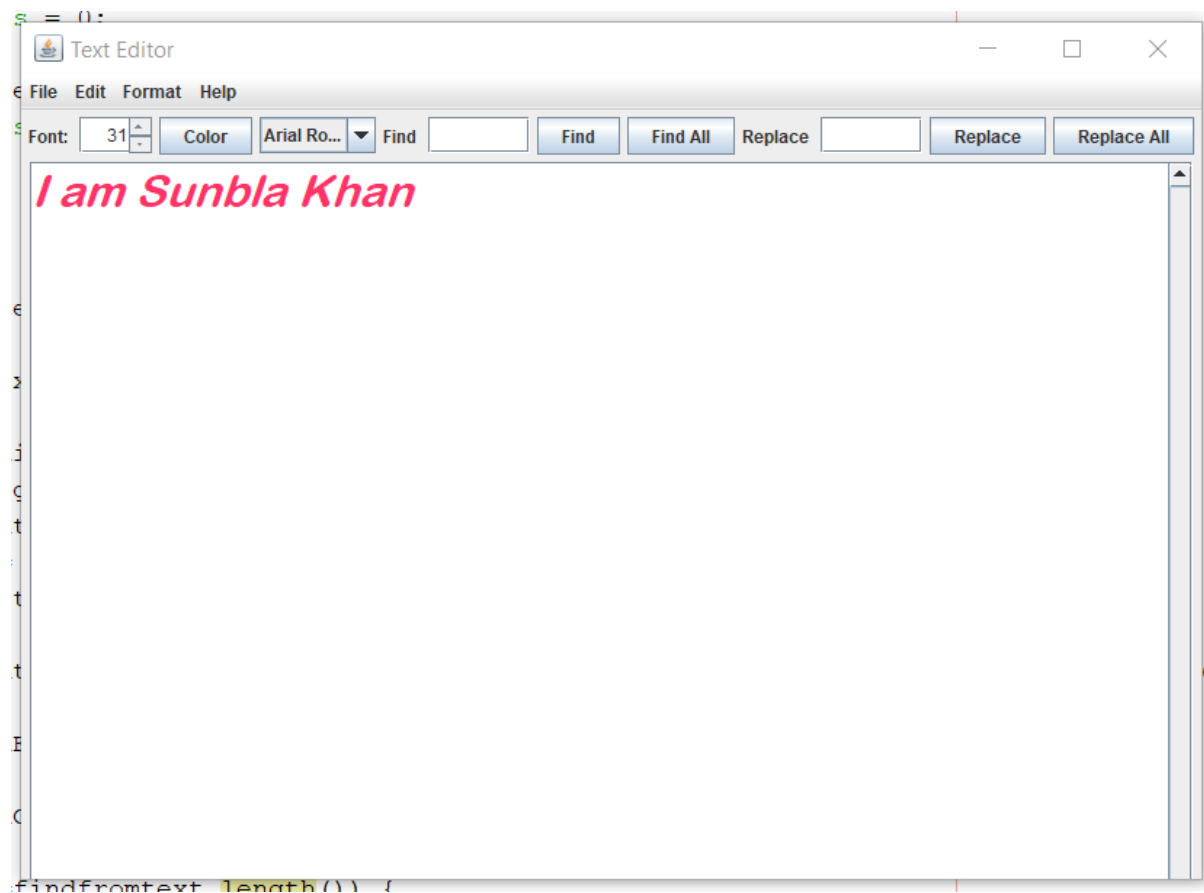 s = 0;
Text Editor
File Edit Format Help
Font: 31 Color Arial Ro... Find Find Find All Replace Replace Replace All
I am Sunbla Khan
findfromtext.length()) {